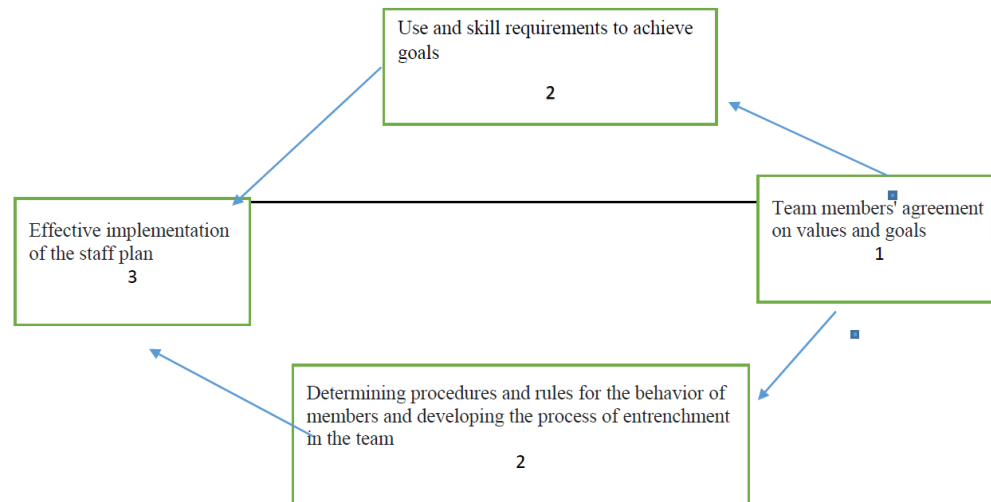 Use and skill requirements to achieve
goals
2
Effective implementation
of the staff plan
3
Team members' agreement
on values and goals
1
Determining procedures and rules for the behavior of
members and developing the process of entrenchment
in the team
2